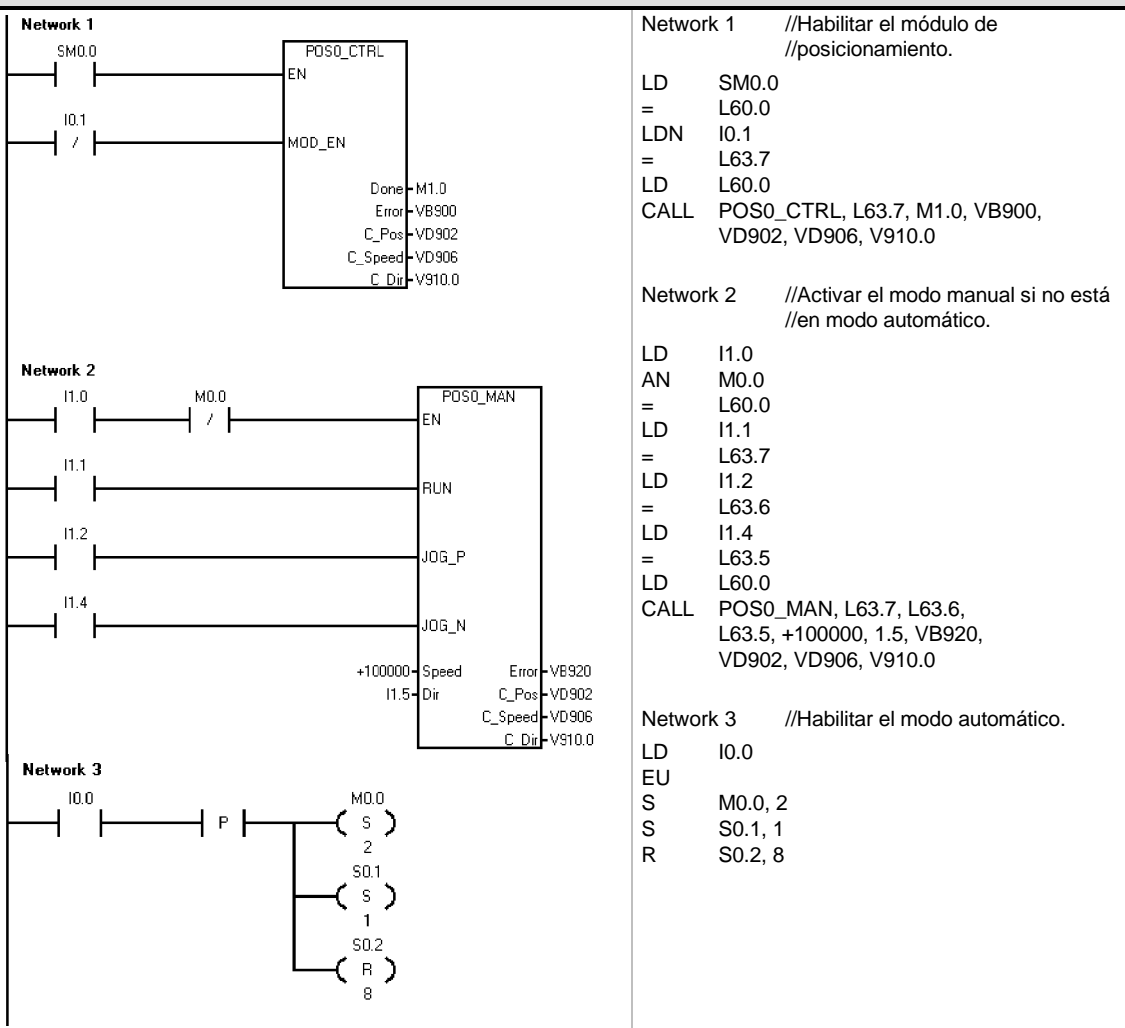 Network 1
SM0.0
POS0_CTRL
EN
I0.1
/
MOD_EN
Done M1.0
Error VB900
C_Pos VD902
C_Speed VD906
C_Dir V910.0
Network 2
I1.0 M0.0
/
POS0_MAN
EN
I1.1
RUN
I1.2
JOG_P
I1.4
JOG_N
+100000 Speed Error VB920
I1.5 Dir C_Pos VD902
C_Speed VD906
C_Dir V910.0
Network 3
I0.0 M0.0
P S
2
S0.1
S
1
S0.2
R
8
Network 1 //Habilitar el módulo de
//posicionamiento.
LD SM0.0
= L60.0
LDN I0.1
= L63.7
LD L60.0
CALL POS0_CTRL, L63.7, M1.0, VB900,
VD902, VD906, V910.0
Network 2 //Activar el modo manual si no está
//en modo automático.
LD I1.0
AN M0.0
= L60.0
LD I1.1
= L63.7
LD I1.2
= L63.6
LD I1.4
= L63.5
LD L60.0
CALL POS0_MAN, L63.7, L63.6,
L63.5, +100000, 1.5, VB920,
VD902, VD906, V910.0
Network 3 //Habilitar el modo automático.
LD I0.0
EU
S M0.0, 2
S S0.1, 1
R S0.2, 8